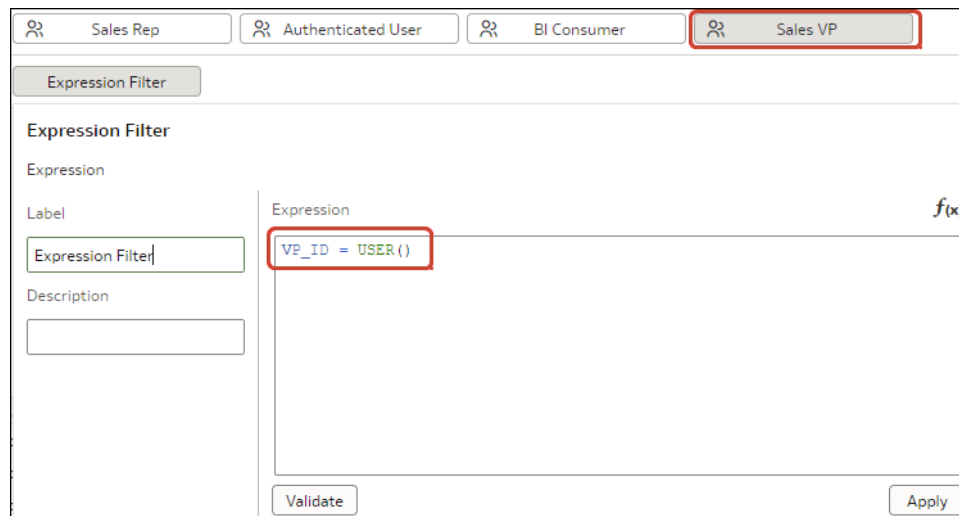 Sales Rep
Authenticated User
BI Consumer
Sales VP
Expression Filter
Expression Filter
Expression
Label
Expression
f(x
Expression Filter
VP_ID = USER()
Description
Validate
Apply